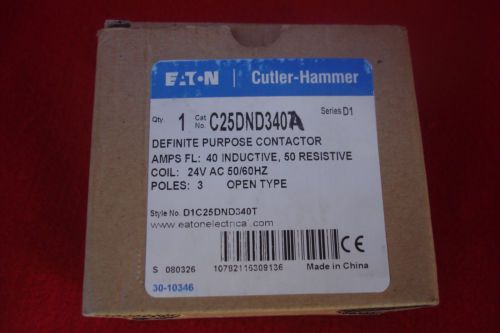 EATON Cutler-Hammer
Qty. 1 Cat No. C25DND340A Series D1
DEFINITE PURPOSE CONTACTOR
AMPS FL: 40 INDUCTIVE, 50 RESISTIVE
COIL: 24V AC 50/60HZ
POLES: 3 OPEN TYPE
Style No. D1C25DND340T
www.eatonelectrical.com
CE
S 080326 10782116309136 Made in China
30-10346